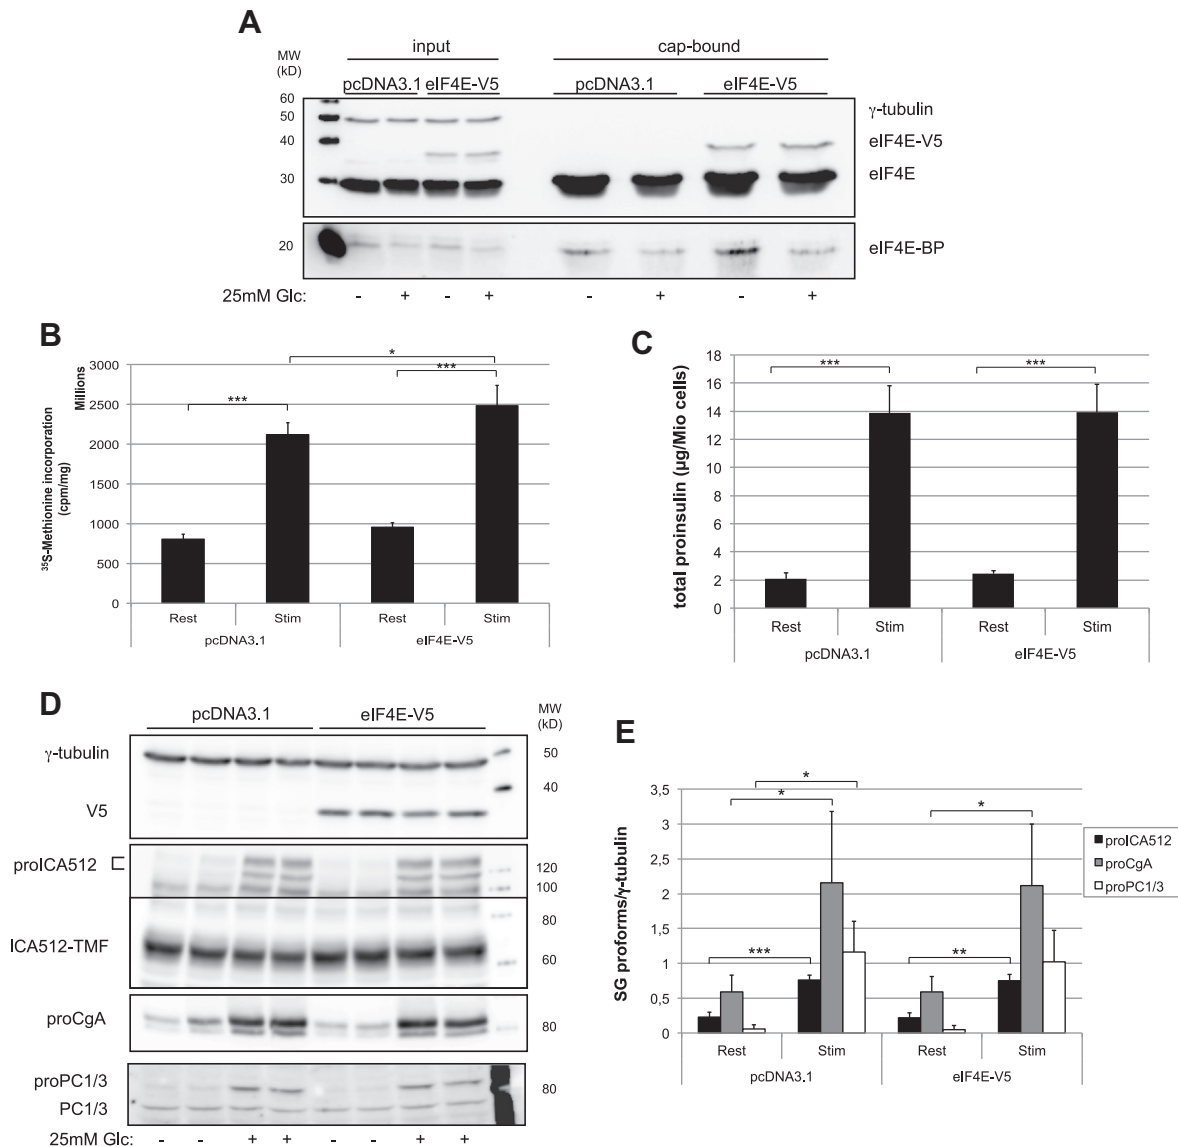 A
input
cap-bound
MW
(kD)
pcDNA3.1
eIF4E-V5
pcDNA3.1
eIF4E-V5
60
50
40
30
20
γ-tubulin
eIF4E-V5
eIF4E
eIF4E-BP
25mM Glc:
- + - + - + - +
B
³⁵S-Methionine incorporation
(cpm/mg)
Millions
3000
2500
2000
1500
1000
500
0
***
*
***
Rest
Stim
Rest
Stim
pcDNA3.1
eIF4E-V5
C
total proinsulin (µg/Mio cells)
18
16
14
12
10
8
6
4
2
0
***
***
Rest
Stim
Rest
Stim
pcDNA3.1
eIF4E-V5
D
pcDNA3.1
eIF4E-V5
MW
(kD)
γ-tubulin
V5
proICA512
ICA512-TMF
proCgA
proPC1/3
PC1/3
50
40
120
100
80
60
80
80
25mM Glc:
- - + + - - + +
E
SG proforms/γ-tubulin
3,5
3
2,5
2
1,5
1
0,5
0
*
*
***
*
**
Rest
Stim
Rest
Stim
pcDNA3.1
eIF4E-V5
proICA512
proCgA
proPC1/3